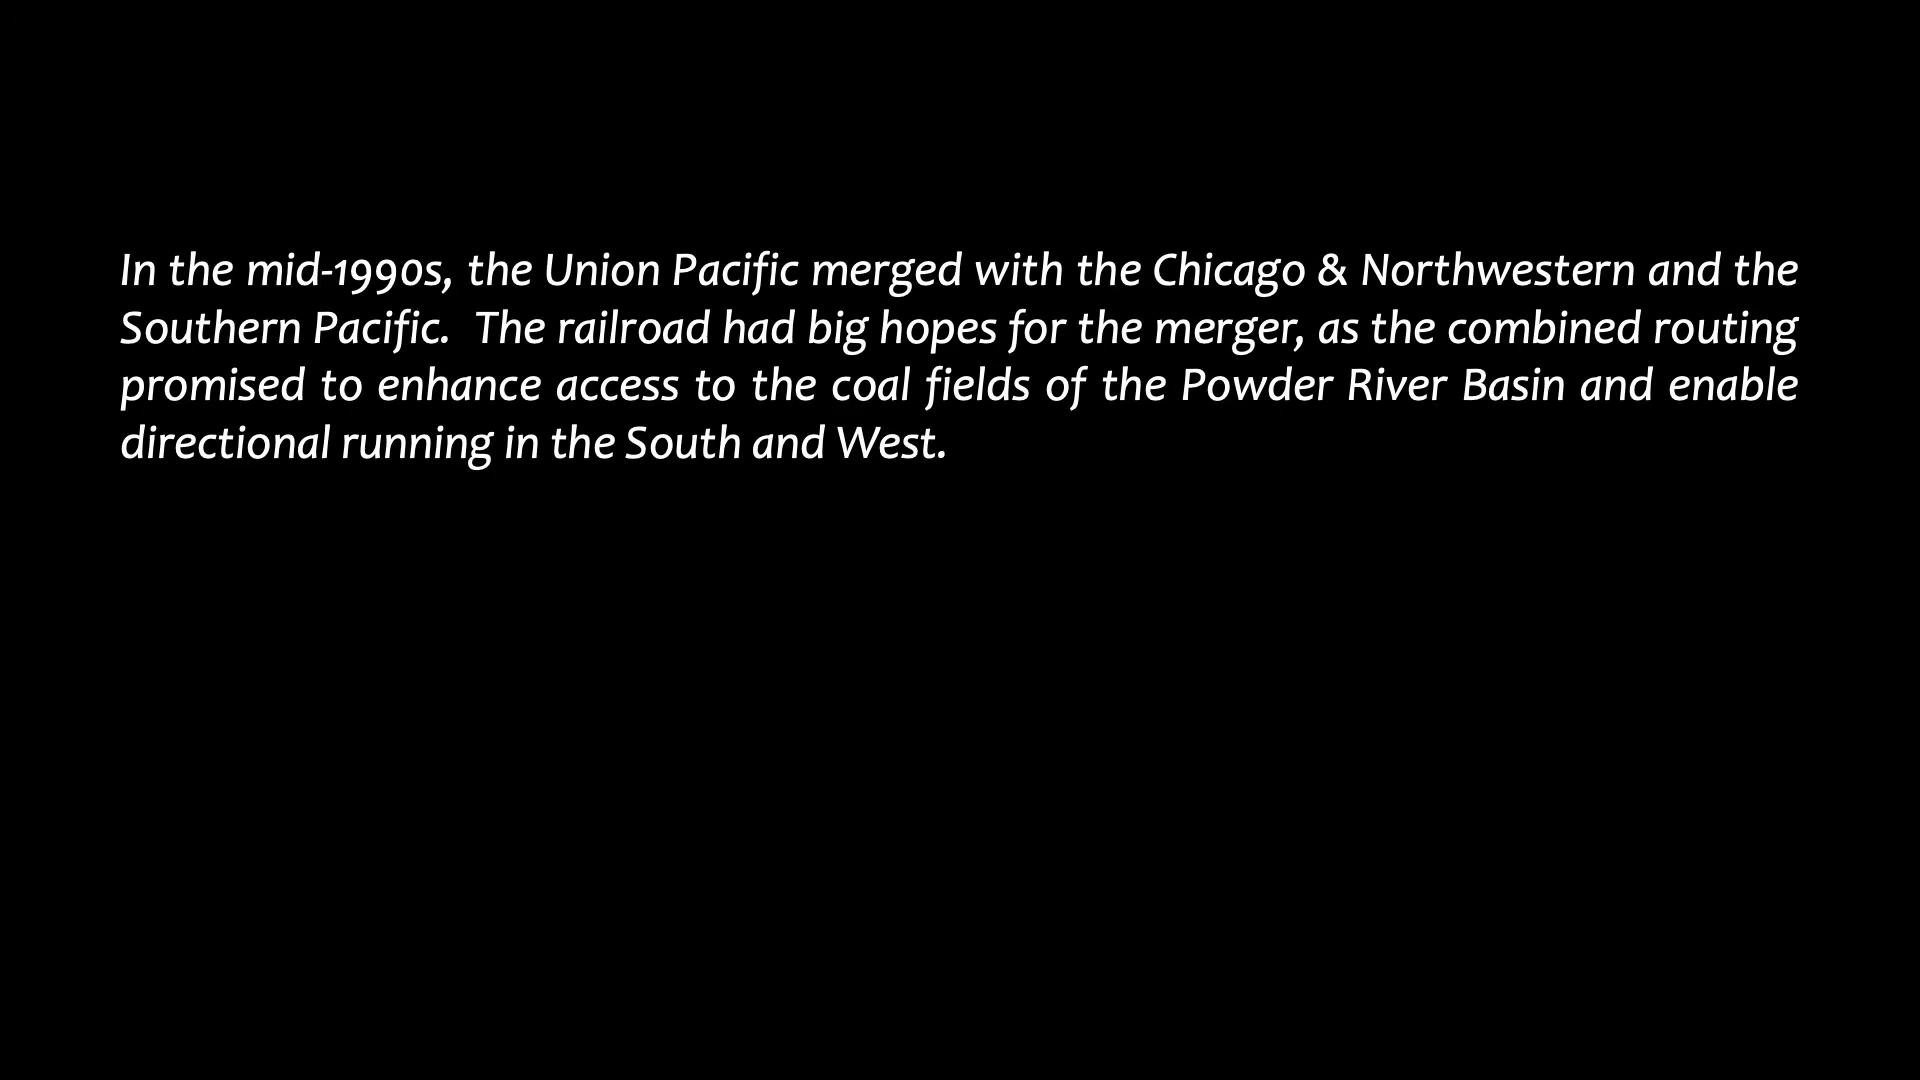 In the mid-1990s, the Union Pacific merged with the Chicago & Northwestern and the
Southern Pacific.  The railroad had big hopes for the merger, as the combined routing
promised to enhance access to the coal fields of the Powder River Basin and enable
directional running in the South and West.